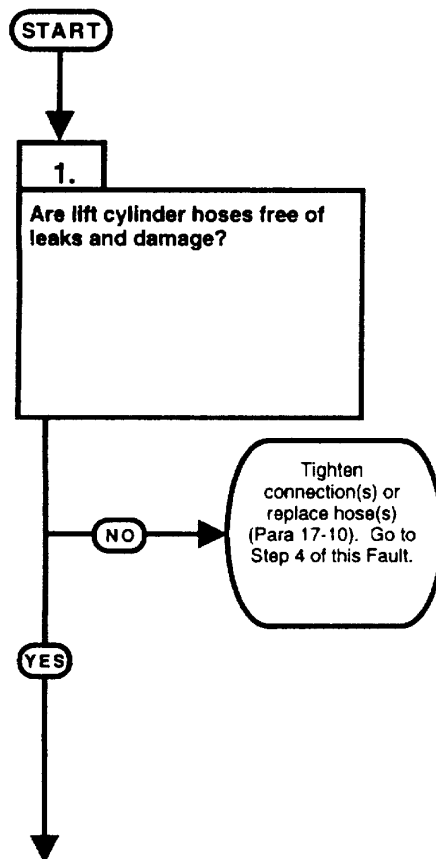 START
1.
Are lift cylinder hoses free of
leaks and damage?
Tighten
connection(s) or
replace hose(s)
(Para 17-10). Go to
Step 4 of this Fault.
NO
YES